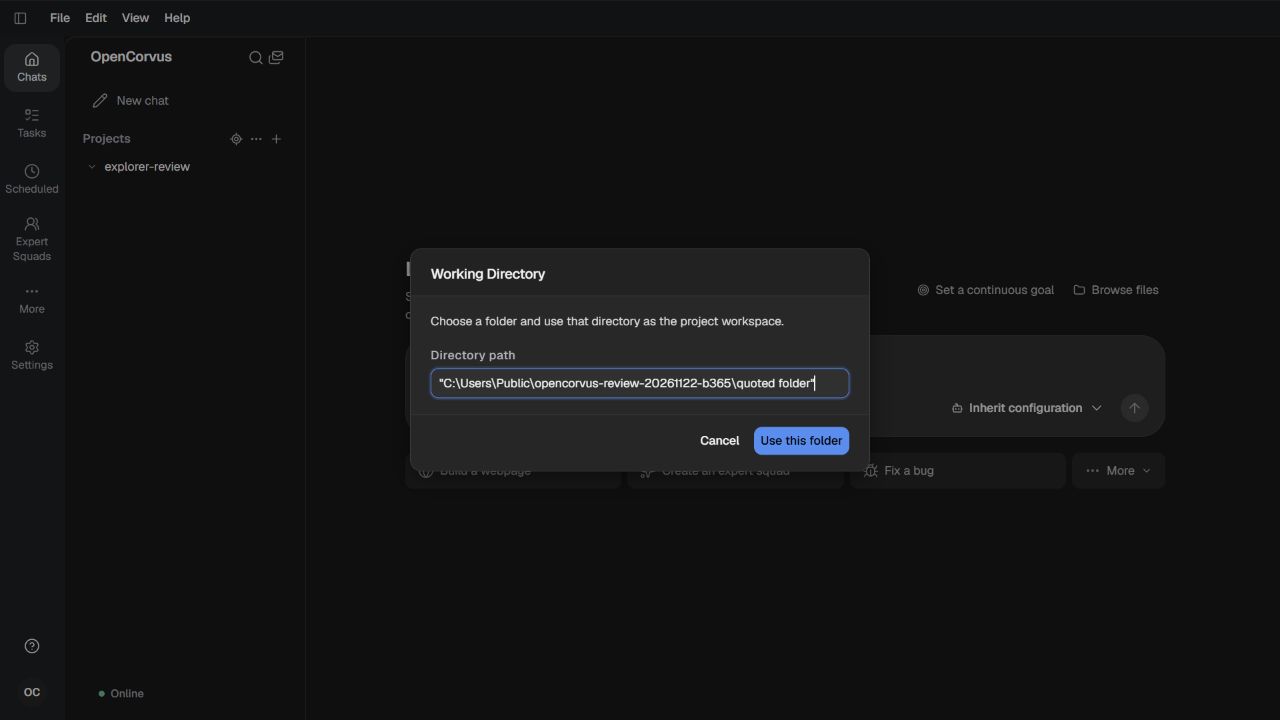 File Edit View Help
OpenCorvus
Chats
New chat
Tasks
Projects
explorer-review
Scheduled
Expert
Squads
More
Settings
Working Directory
Choose a folder and use that directory as the project workspace.
Directory path
"C:\Users\Public\opencorvus-review-20261122-b365\quoted folder"
Cancel Use this folder
Set a continuous goal Browse files
Inherit configuration
Build a webpage Create an expert squad Fix a bug More
OC
Online